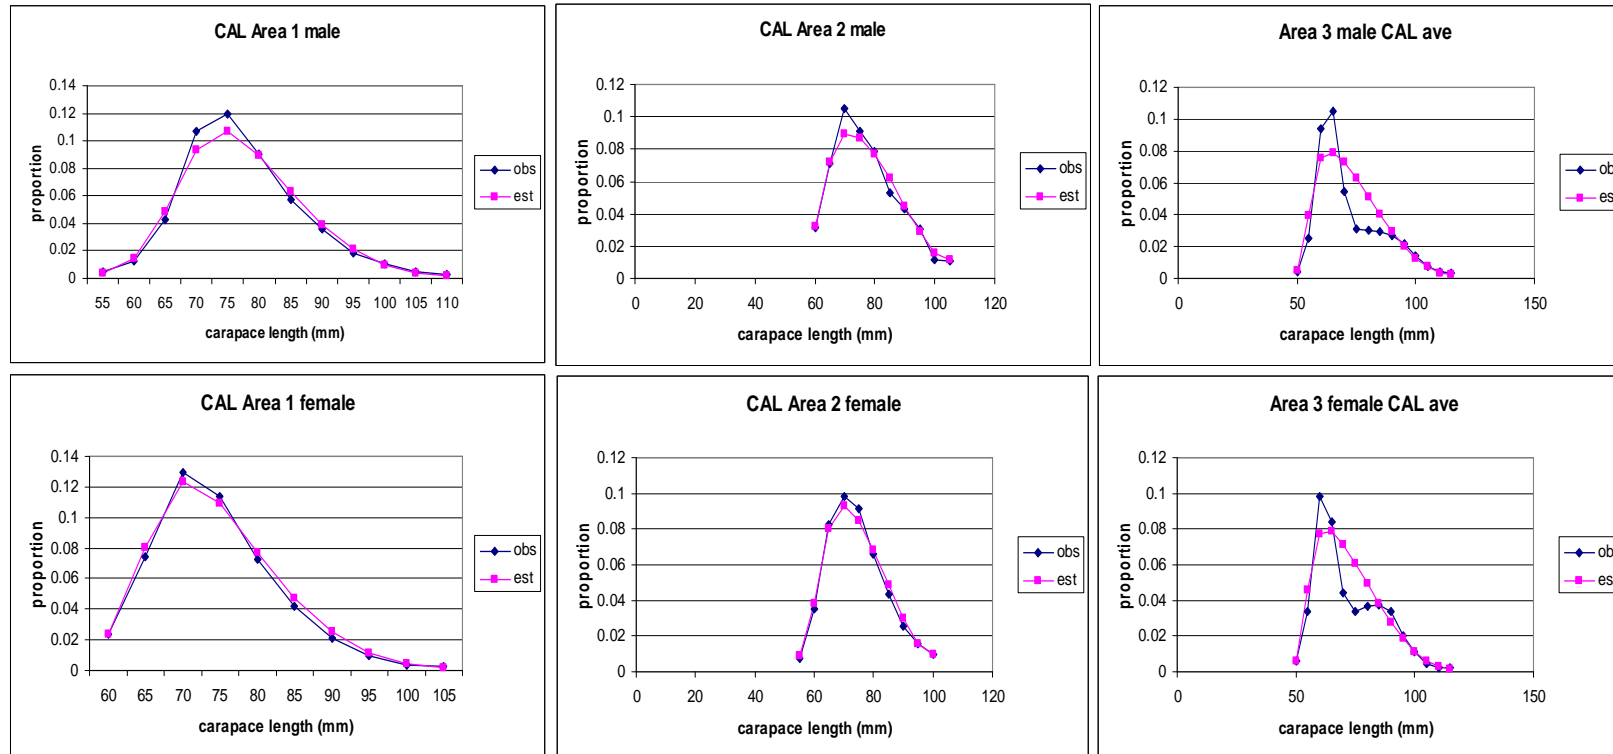 CAL Area 1 male
0.14
0.12
0.1
0.08
0.06
0.04
0.02
0
proportion
55 60 65 70 75 80 85 90 95 100 105 110
carapace length (mm)
obs
est
CAL Area 2 male
0.12
0.1
0.08
0.06
0.04
0.02
0
proportion
0 20 40 60 80 100 120
carapace length (mm)
obs
est
Area 3 male CAL ave
0.12
0.1
0.08
0.06
0.04
0.02
0
proportion
0 50 100 150
carapace length (mm)
ob
es
CAL Area 1 female
0.14
0.12
0.1
0.08
0.06
0.04
0.02
0
proportion
60 65 70 75 80 85 90 95 100 105
carapace length (mm)
obs
est
CAL Area 2 female
0.12
0.1
0.08
0.06
0.04
0.02
0
proportion
0 20 40 60 80 100 120
carapace length (mm)
obs
est
Area 3 female CAL ave
0.12
0.1
0.08
0.06
0.04
0.02
0
proportion
0 50 100 150
carapace length (mm)
ob
es